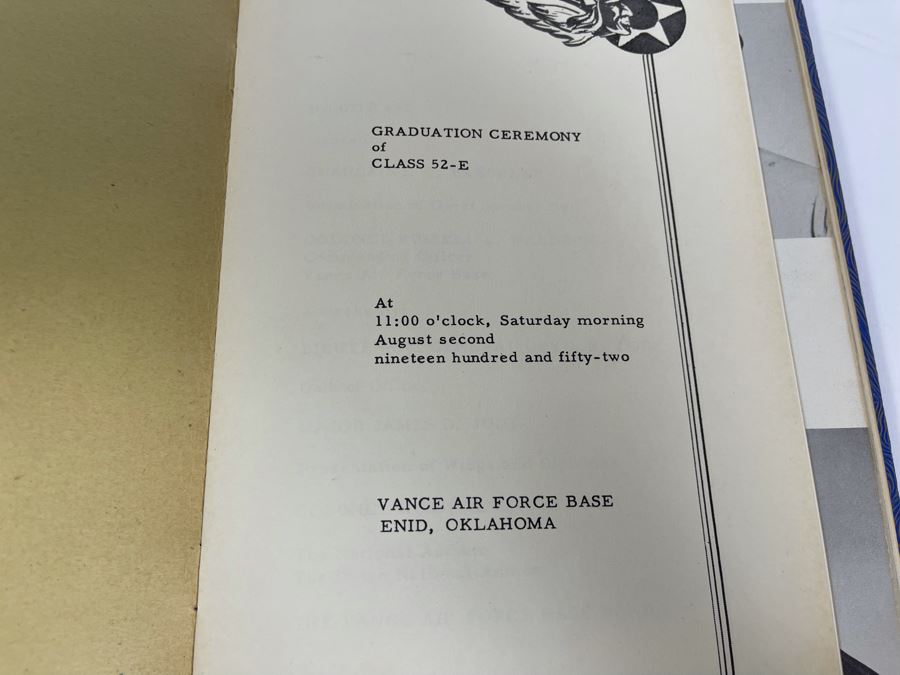 GRADUATION CEREMONY
of
CLASS 52-E
At
11:00 o'clock, Saturday morning
August second
nineteen hundred and fifty-two
VANCE AIR FORCE BASE
ENID, OKLAHOMA